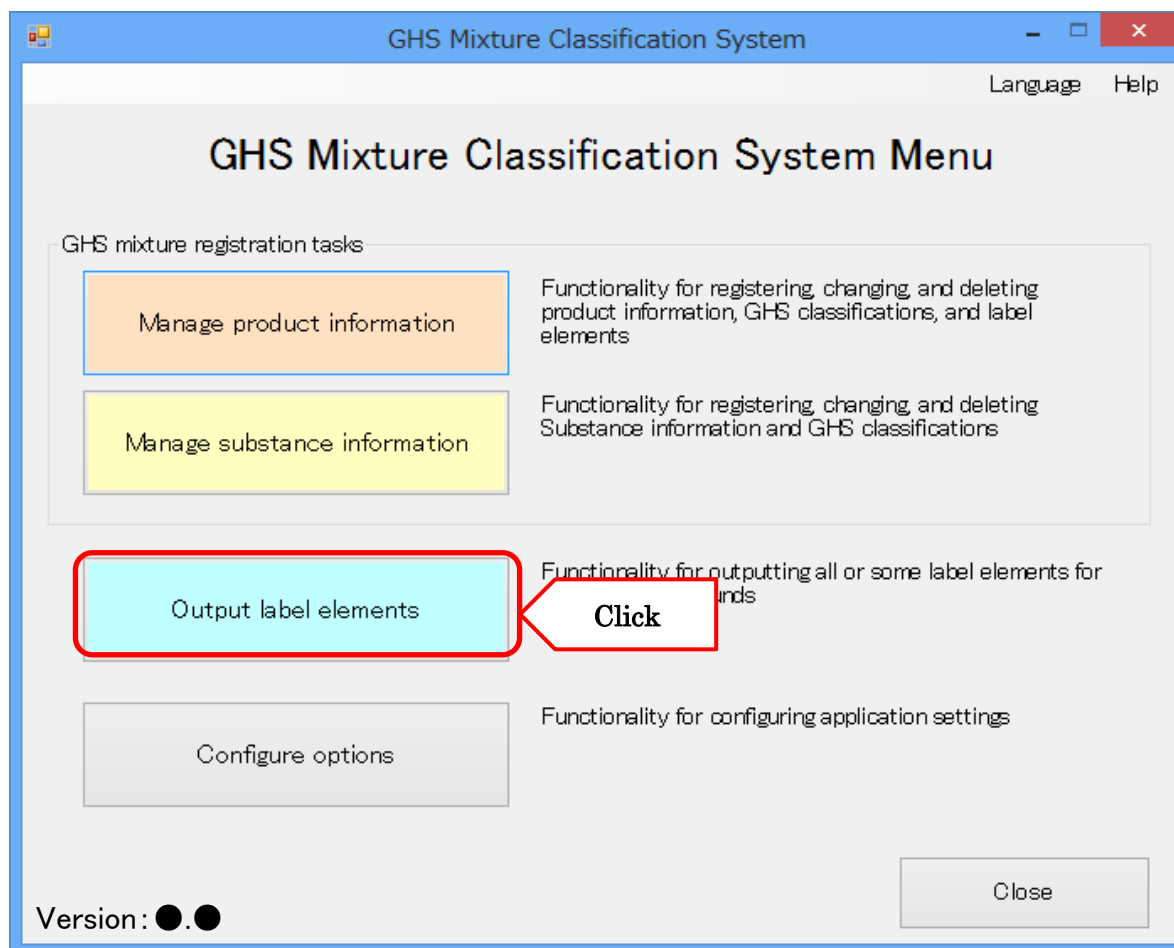 GHS Mixture Classification System
Language Help
GHS Mixture Classification System Menu
GHS mixture registration tasks
Manage product information
Functionality for registering, changing, and deleting
product information, GHS classifications, and label
elements
Manage substance information
Functionality for registering, changing, and deleting
Substance information and GHS classifications
Output label elements
Functionality for outputting all or some label elements for
Click
Configure options
Functionality for configuring application settings
Close
Version: ●.●